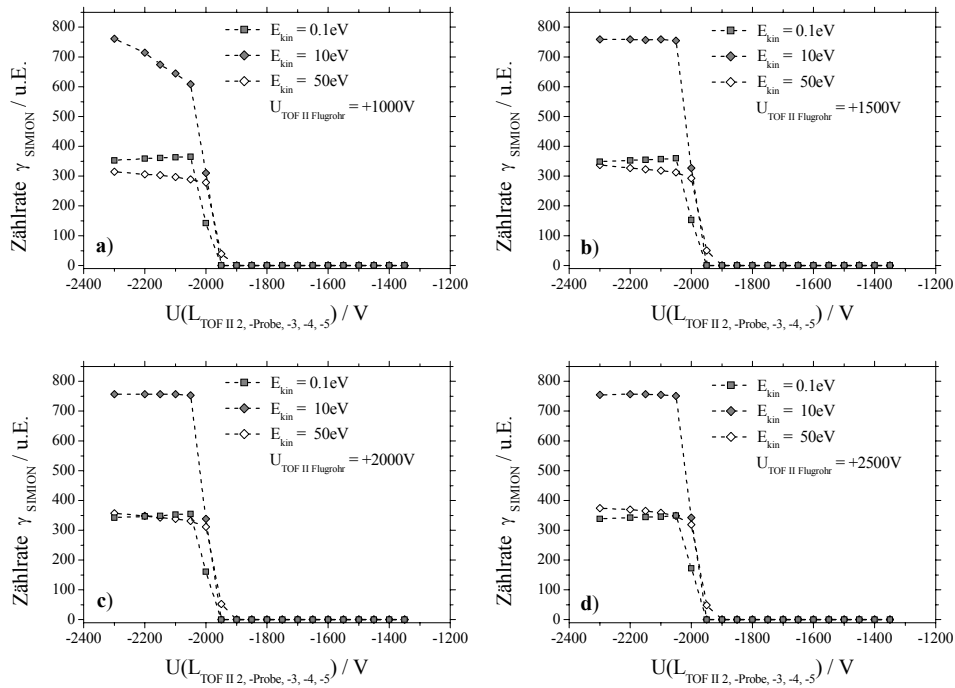 800
700
600
500
400
300
200
100
0
Zählrate γ SIMION / u.E.
E kin = 0.1eV
E kin = 10eV
E kin = 50eV
U TOF II Flugrohr = +1000V
a)
-2400 -2200 -2000 -1800 -1600 -1400 -1200
U(L TOF II 2, -Probe, -3, -4, -5) / V
800
700
600
500
400
300
200
100
0
Zählrate γ SIMION / u.E.
E kin = 0.1eV
E kin = 10eV
E kin = 50eV
U TOF II Flugrohr = +1500V
b)
-2400 -2200 -2000 -1800 -1600 -1400 -1200
U(L TOF II 2, -Probe, -3, -4, -5) / V
800
700
600
500
400
300
200
100
0
Zählrate γ SIMION / u.E.
E kin = 0.1eV
E kin = 10eV
E kin = 50eV
U TOF II Flugrohr = +2000V
c)
-2400 -2200 -2000 -1800 -1600 -1400 -1200
U(L TOF II 2, -Probe, -3, -4, -5) / V
800
700
600
500
400
300
200
100
0
Zählrate γ SIMION / u.E.
E kin = 0.1eV
E kin = 10eV
E kin = 50eV
U TOF II Flugrohr = +2500V
d)
-2400 -2200 -2000 -1800 -1600 -1400 -1200
U(L TOF II 2, -Probe, -3, -4, -5) / V